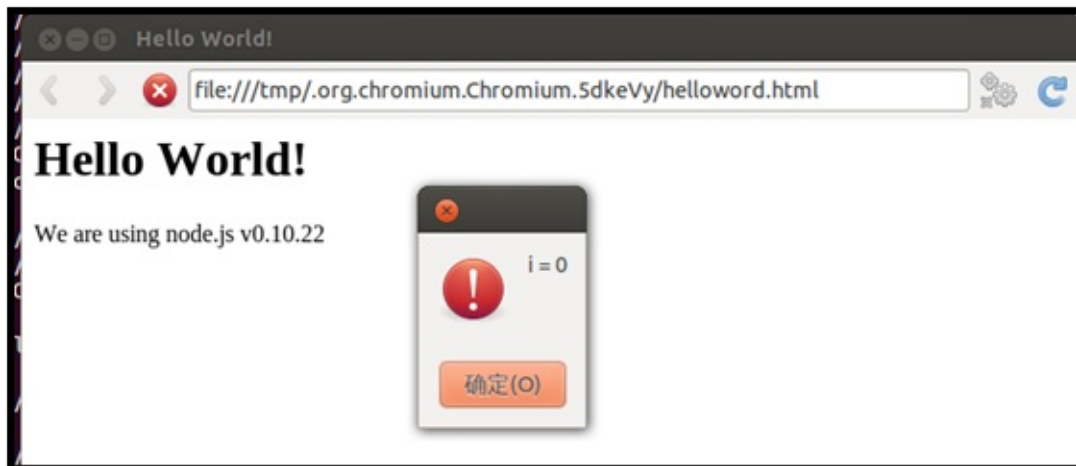 Hello World!
file:///tmp/.org.chromium.Chromium.5dkeVy/helloword.html
Hello World!
We are using node.js v0.10.22
i = 0
确定(O)